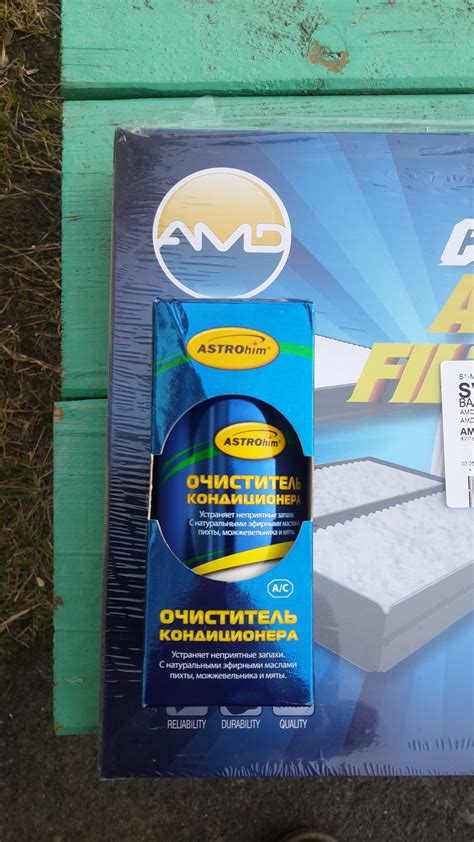 AMD
ASTROhim®
ASTROhim®
ОЧИСТИТЕЛЬ
КОНДИЦИОНЕРА
Устраняет неприятные запахи.
С натуральными эфирными маслами
пихты, можжевельника и мяты.
A/C
ОЧИСТИТЕЛЬ
КОНДИЦИОНЕРА
Устраняет неприятные запахи.
С натуральными эфирными маслами
пихты, можжевельника и мяты.
RELIABILITY DURABILITY QUALITY